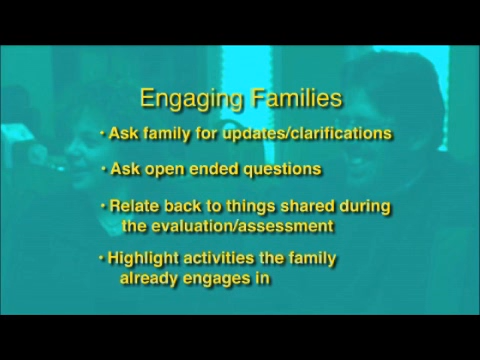 Engaging Families
· Ask family for updates/clarifications
· Ask open ended questions
· Relate back to things shared during
the evaluation/assessment
· Highlight activities the family
already engages in